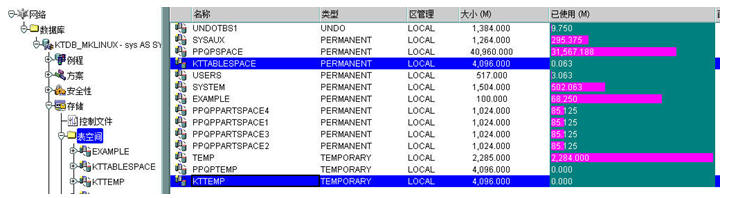 网络
数据库
KTDB_MKLINUX - sys AS SY
例程
方案
安全性
存储
控制文件
表空间
EXAMPLE
KTTABLESPACE
KTTEMP
名称 类型 区管理 大小 (M) 已使用 (M)
UNDOTBS1 UNDO LOCAL 1,384.000 9.750
SYSAUX PERMANENT LOCAL 1,264.000 295.375
PPQPSPACE PERMANENT LOCAL 40,960.000 31,567.188
KTTABLESPACE PERMANENT LOCAL 4,096.000 0.063
USERS PERMANENT LOCAL 517.000 3.063
SYSTEM PERMANENT LOCAL 1,504.000 502.063
EXAMPLE PERMANENT LOCAL 100.000 68.250
PPQPPARTSPACE4 PERMANENT LOCAL 1,024.000 85.125
PPQPPARTSPACE1 PERMANENT LOCAL 1,024.000 85.125
PPQPPARTSPACE3 PERMANENT LOCAL 1,024.000 85.125
PPQPPARTSPACE2 PERMANENT LOCAL 1,024.000 85.125
TEMP TEMPORARY LOCAL 2,285.000 2,284.000
PPQPTEMP TEMPORARY LOCAL 4,096.000 0.000
KTTEMP TEMPORARY LOCAL 4,096.000 0.000